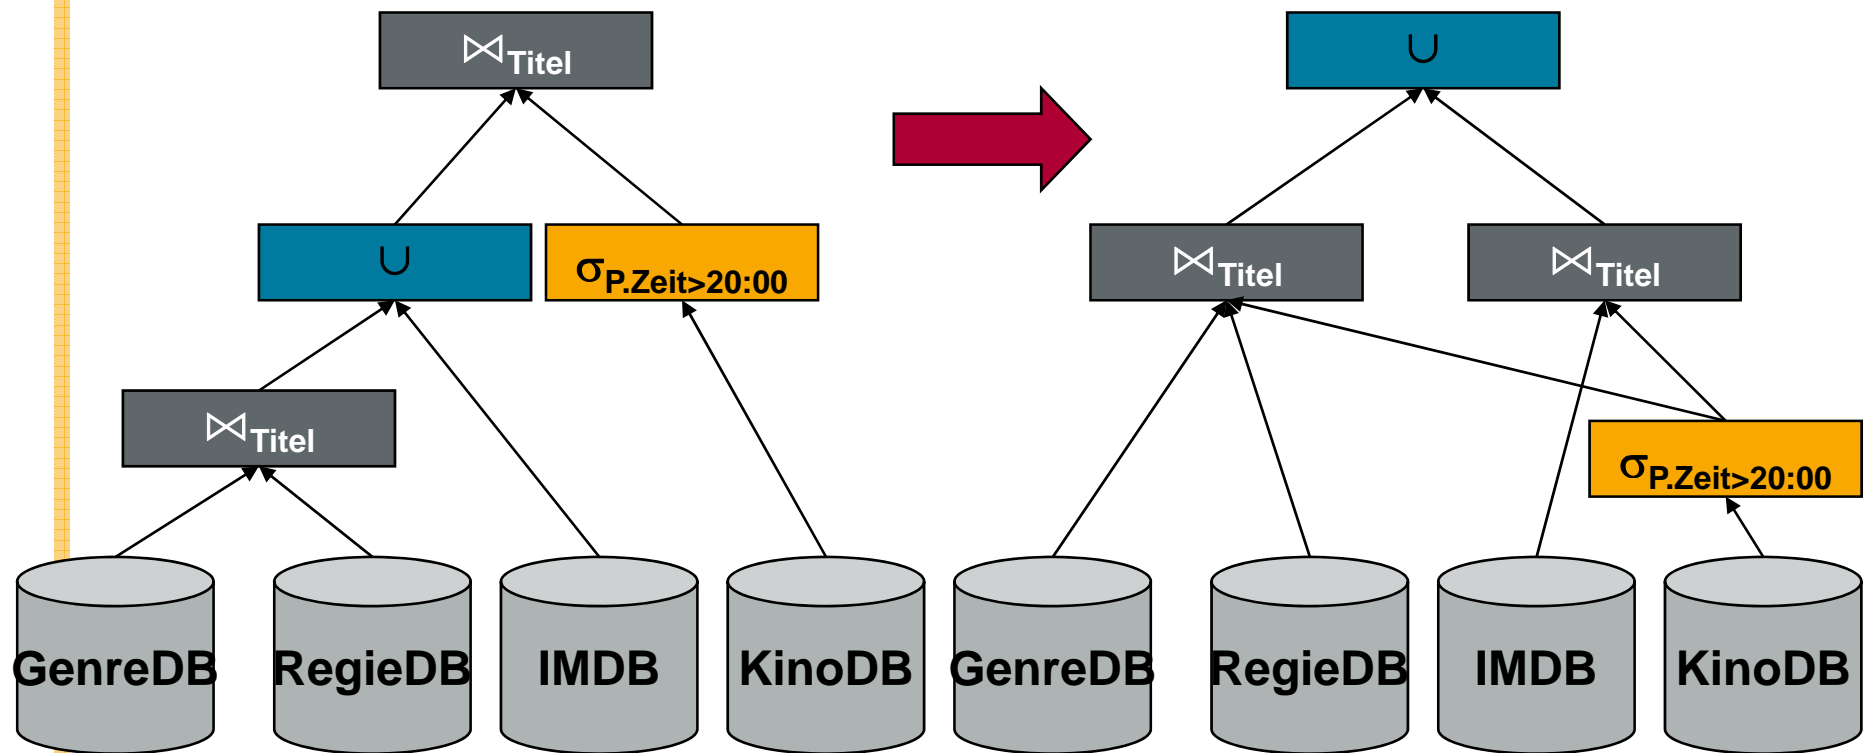 ⋈Titel
∪
∪
σP.Zeit>20:00
⋈Titel
⋈Titel
⋈Titel
σP.Zeit>20:00
GenreDB
RegieDB
IMDB
KinoDB
GenreDB
RegieDB
IMDB
KinoDB